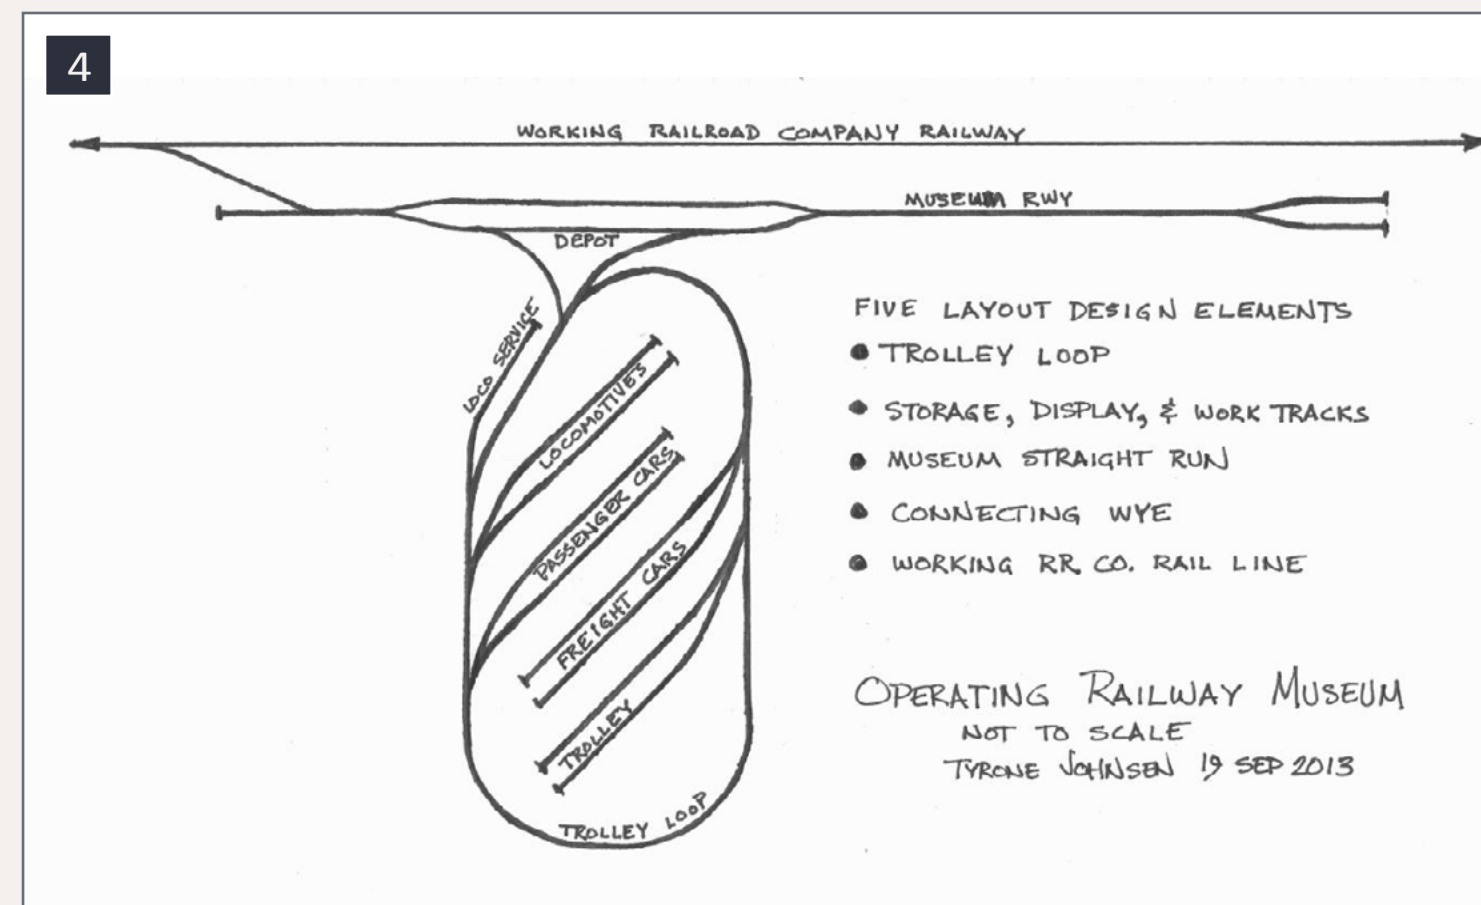 4
WORKING RAILROAD COMPANY RAILWAY
MUSEUM RWY
DEPOT
LOCO SERVICE
LOCOMOTIVES
PASSENGER CARS
FREIGHT CARS
TROLLEY
TROLLEY LOOP
FIVE LAYOUT DESIGN ELEMENTS
● TROLLEY LOOP
● STORAGE, DISPLAY, & WORK TRACKS
● MUSEUM STRAIGHT RUN
● CONNECTING WYE
● WORKING RR. CO. RAIL LINE
OPERATING RAILWAY MUSEUM
NOT TO SCALE
TYRONE JOHNSEN 19 SEP 2013